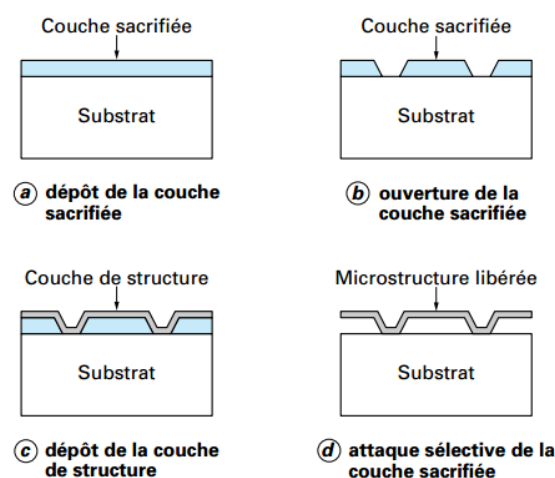 Couche sacrifiée
Substrat
a dépôt de la couche
sacrifiée
Couche sacrifiée
Substrat
b ouverture de la
couche sacrifiée
Couche de structure
Substrat
c dépôt de la couche
de structure
Microstructure libérée
Substrat
d attaque sélective de la
couche sacrifiée